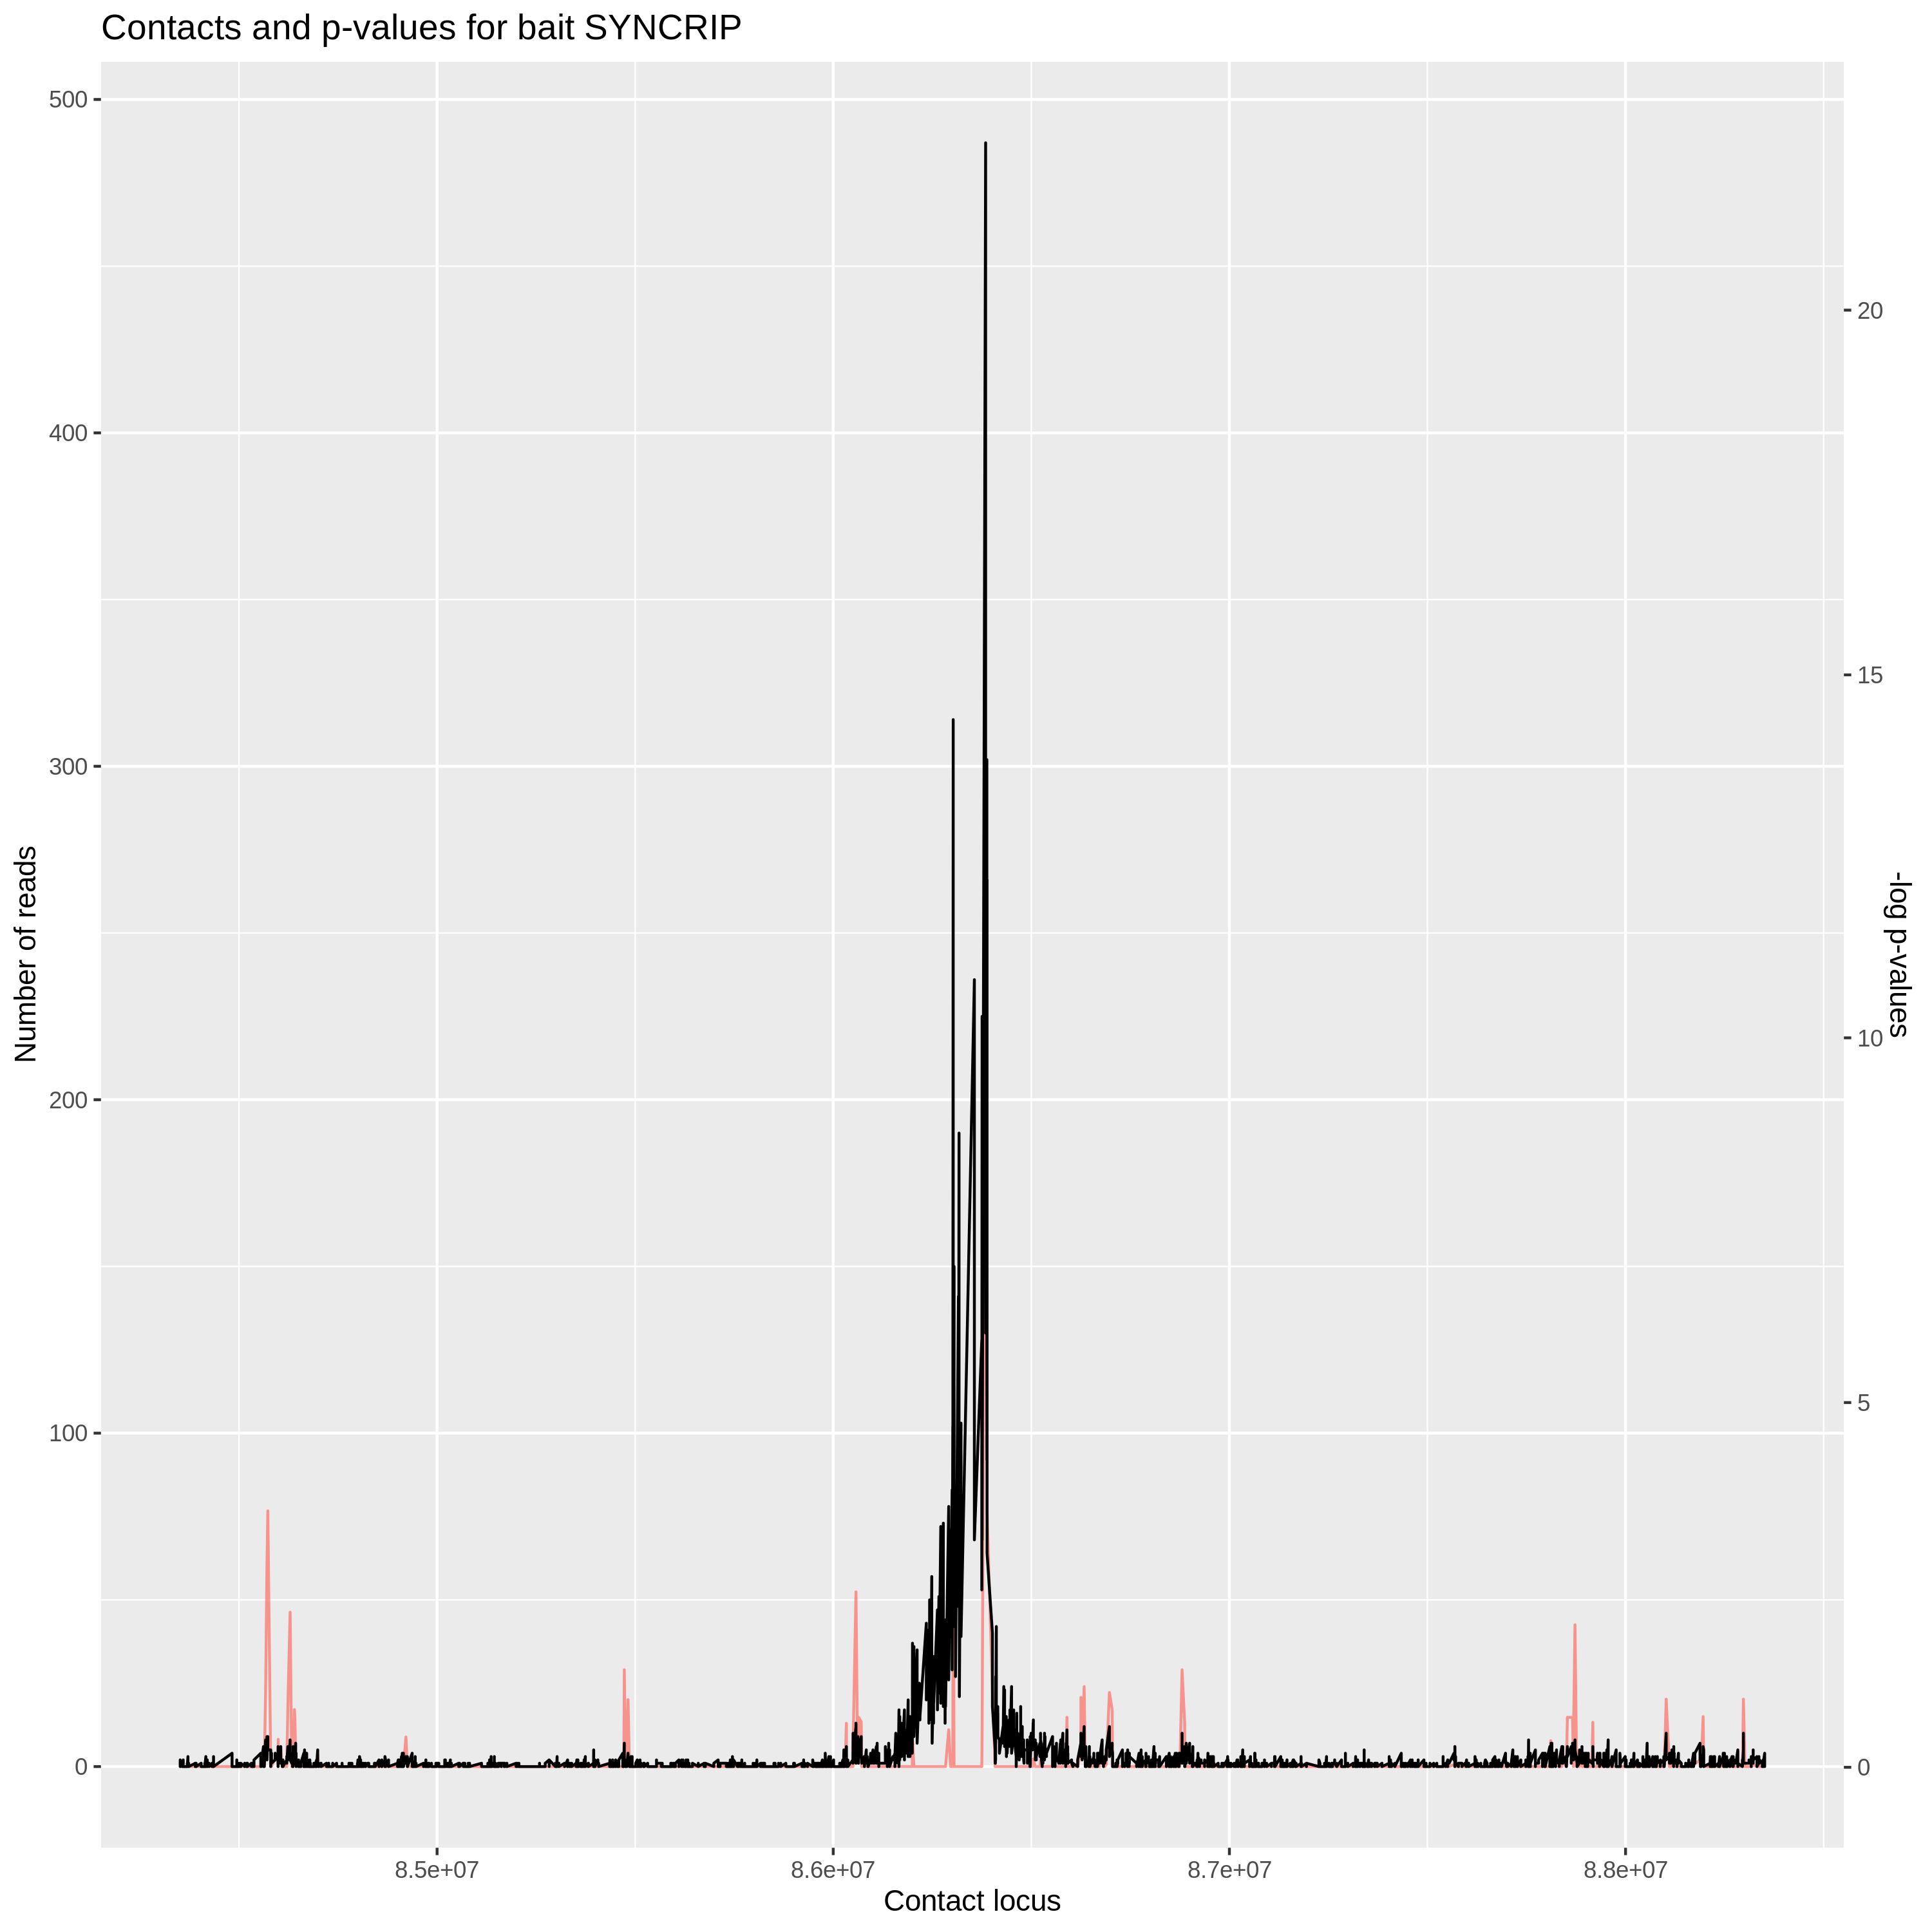 Contacts and p-values for bait SYNCRIP
500
400
300
200
100
0
Number of reads
20
15
10
5
0
-log p-values
8.5e+07 8.6e+07 8.7e+07 8.8e+07
Contact locus